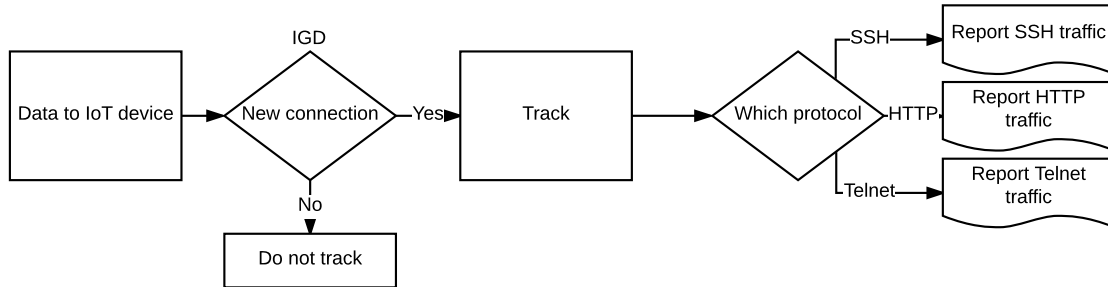 IGD
Data to IoT device
New connection
Yes
Track
Which protocol
SSH
Report SSH traffic
HTTP
Report HTTP
traffic
Telnet
Report Telnet
traffic
No
Do not track